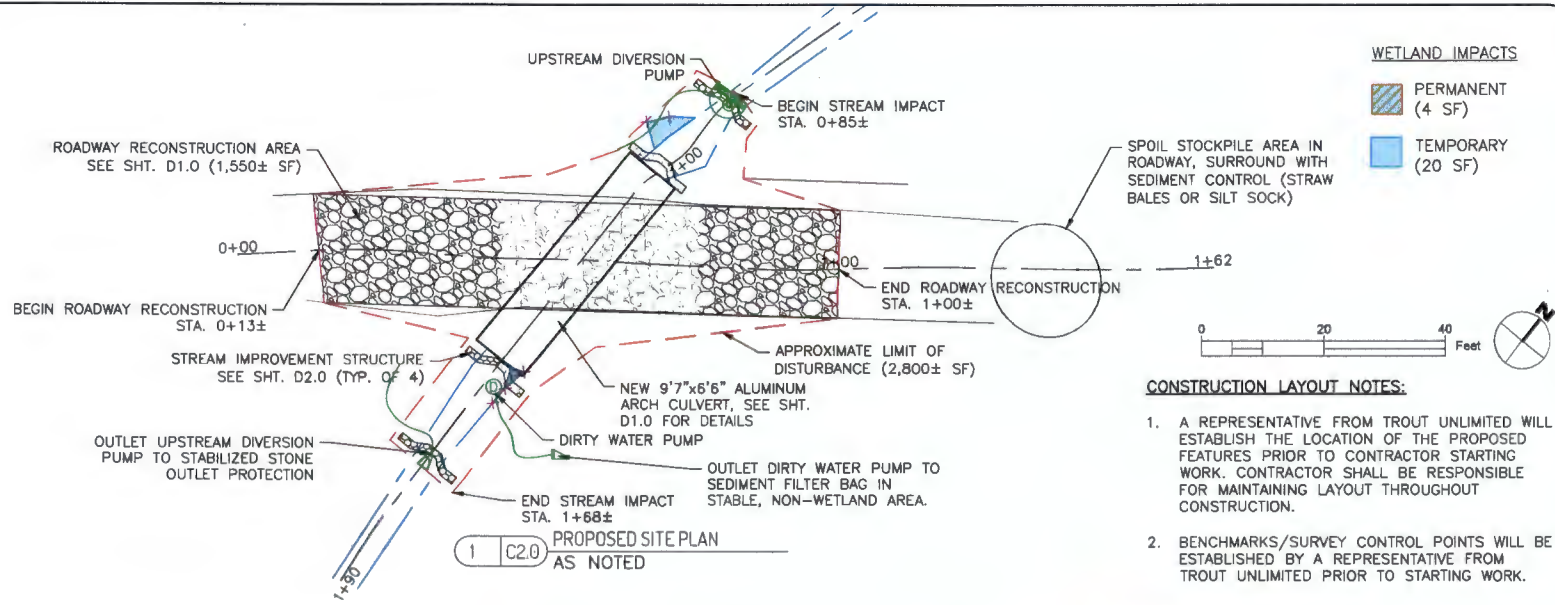 UPSTREAM DIVERSION
PUMP
BEGIN STREAM IMPACT
STA. 0+85±
WETLAND IMPACTS
PERMANENT
(4 SF)
TEMPORARY
(20 SF)
ROADWAY RECONSTRUCTION AREA
SEE SHT. D1.0 (1,550± SF)
SPOIL STOCKPILE AREA IN
ROADWAY, SURROUND WITH
SEDIMENT CONTROL (STRAW
BALES OR SILT SOCK)
1+00
0+00
1+00
1+62
BEGIN ROADWAY RECONSTRUCTION
STA. 0+13±
END ROADWAY RECONSTRUCTION
STA. 1+00±
0 20 40
Feet
N
STREAM IMPROVEMENT STRUCTURE
SEE SHT. D2.0 (TYP. OF 4)
APPROXIMATE LIMIT OF
DISTURBANCE (2,800± SF)
NEW 9'7"x6'6" ALUMINUM
ARCH CULVERT, SEE SHT.
D1.0 FOR DETAILS
D
DIRTY WATER PUMP
OUTLET UPSTREAM DIVERSION
PUMP TO STABILIZED STONE
OUTLET PROTECTION
OUTLET DIRTY WATER PUMP TO
SEDIMENT FILTER BAG IN
STABLE, NON-WETLAND AREA.
END STREAM IMPACT
STA. 1+68±
1+90
1 C2.0 PROPOSED SITE PLAN
AS NOTED
CONSTRUCTION LAYOUT NOTES:
1. A REPRESENTATIVE FROM TROUT UNLIMITED WILL
ESTABLISH THE LOCATION OF THE PROPOSED
FEATURES PRIOR TO CONTRACTOR STARTING
WORK. CONTRACTOR SHALL BE RESPONSIBLE
FOR MAINTAINING LAYOUT THROUGHOUT
CONSTRUCTION.
2. BENCHMARKS/SURVEY CONTROL POINTS WILL BE
ESTABLISHED BY A REPRESENTATIVE FROM
TROUT UNLIMITED PRIOR TO STARTING WORK.